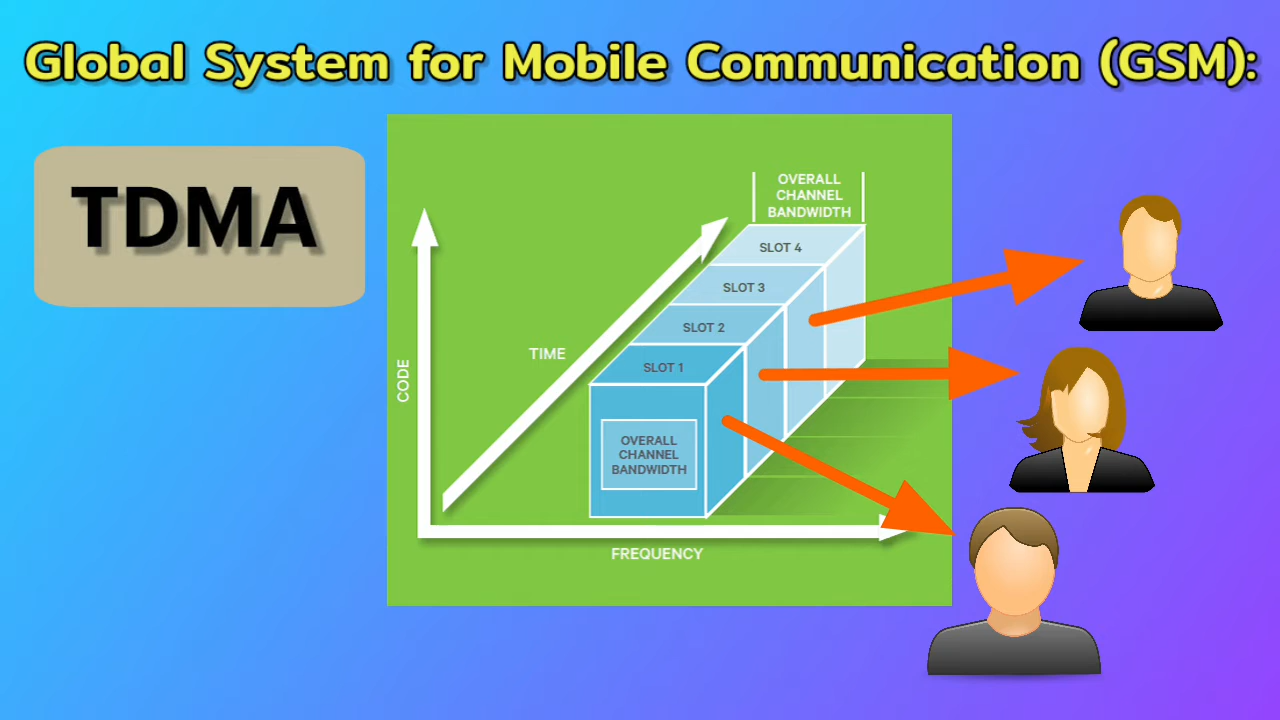 Global System for Mobile Communication (GSM):
TDMA
OVERALL
CHANNEL
BANDWIDTH
SLOT 4
SLOT 3
SLOT 2
SLOT 1
TIME
CODE
OVERALL
CHANNEL
BANDWIDTH
FREQUENCY